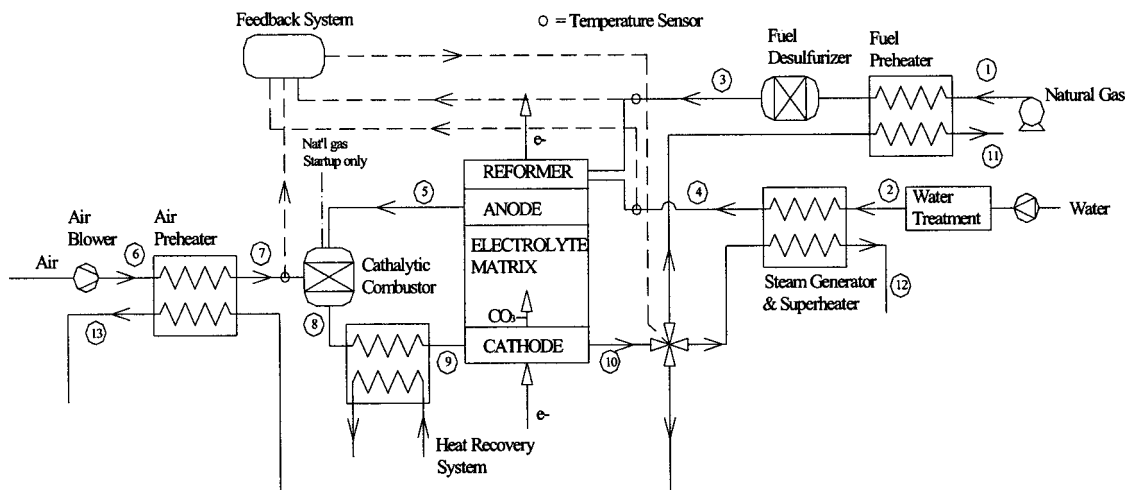 Feedback System
= Temperature Sensor
Fuel
Desulfurizer
Fuel
Preheater
3
1
Natural Gas
11
Nat'l gas
Startup only
e-
REFORMER
ANODE
ELECTROLYTE
MATRIX
CO₃
CATHODE
e-
5
4
2
Water
Treatment
Water
Steam Generator
& Superheater
12
Air
Blower
Air
Preheater
Air
6
7
Cathalytic
Combustor
13
8
9
10
Heat Recovery
System